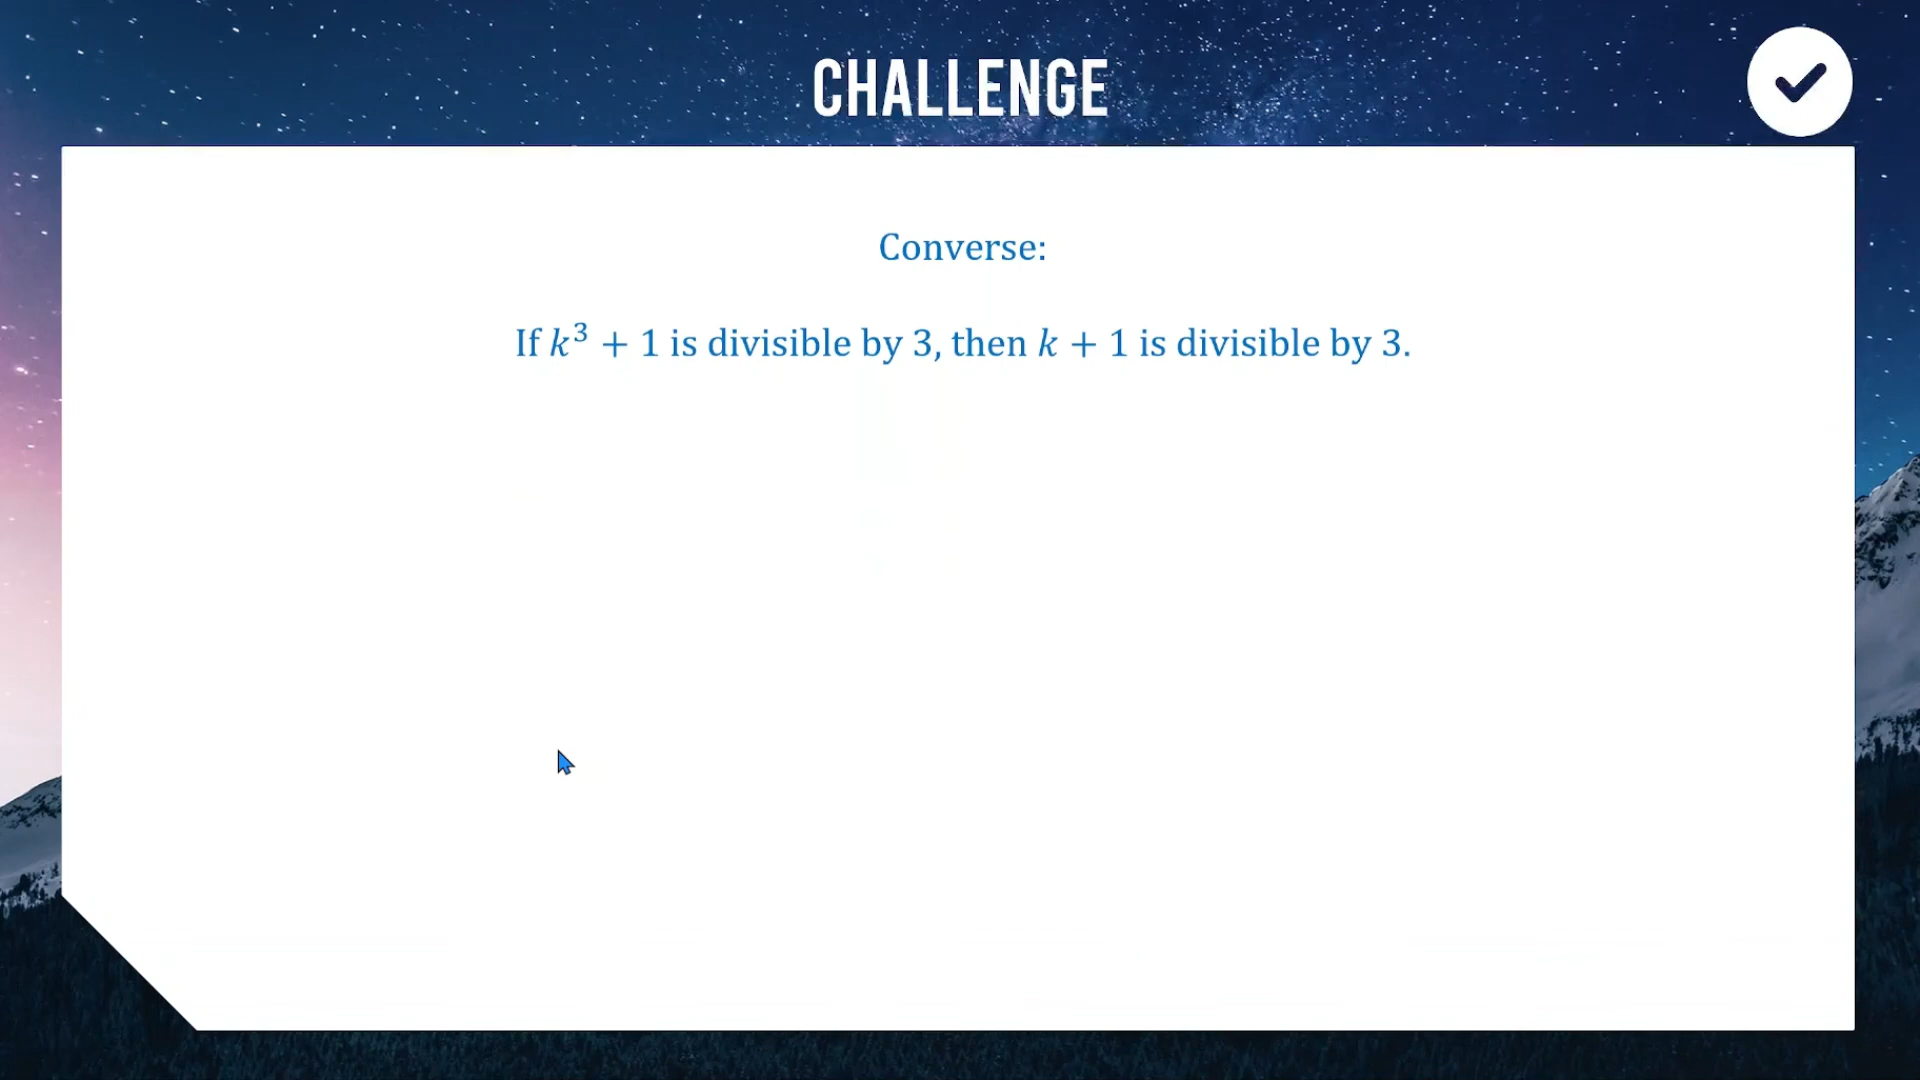 CHALLENGE
Converse:
If k³ + 1 is divisible by 3, then k + 1 is divisible by 3.